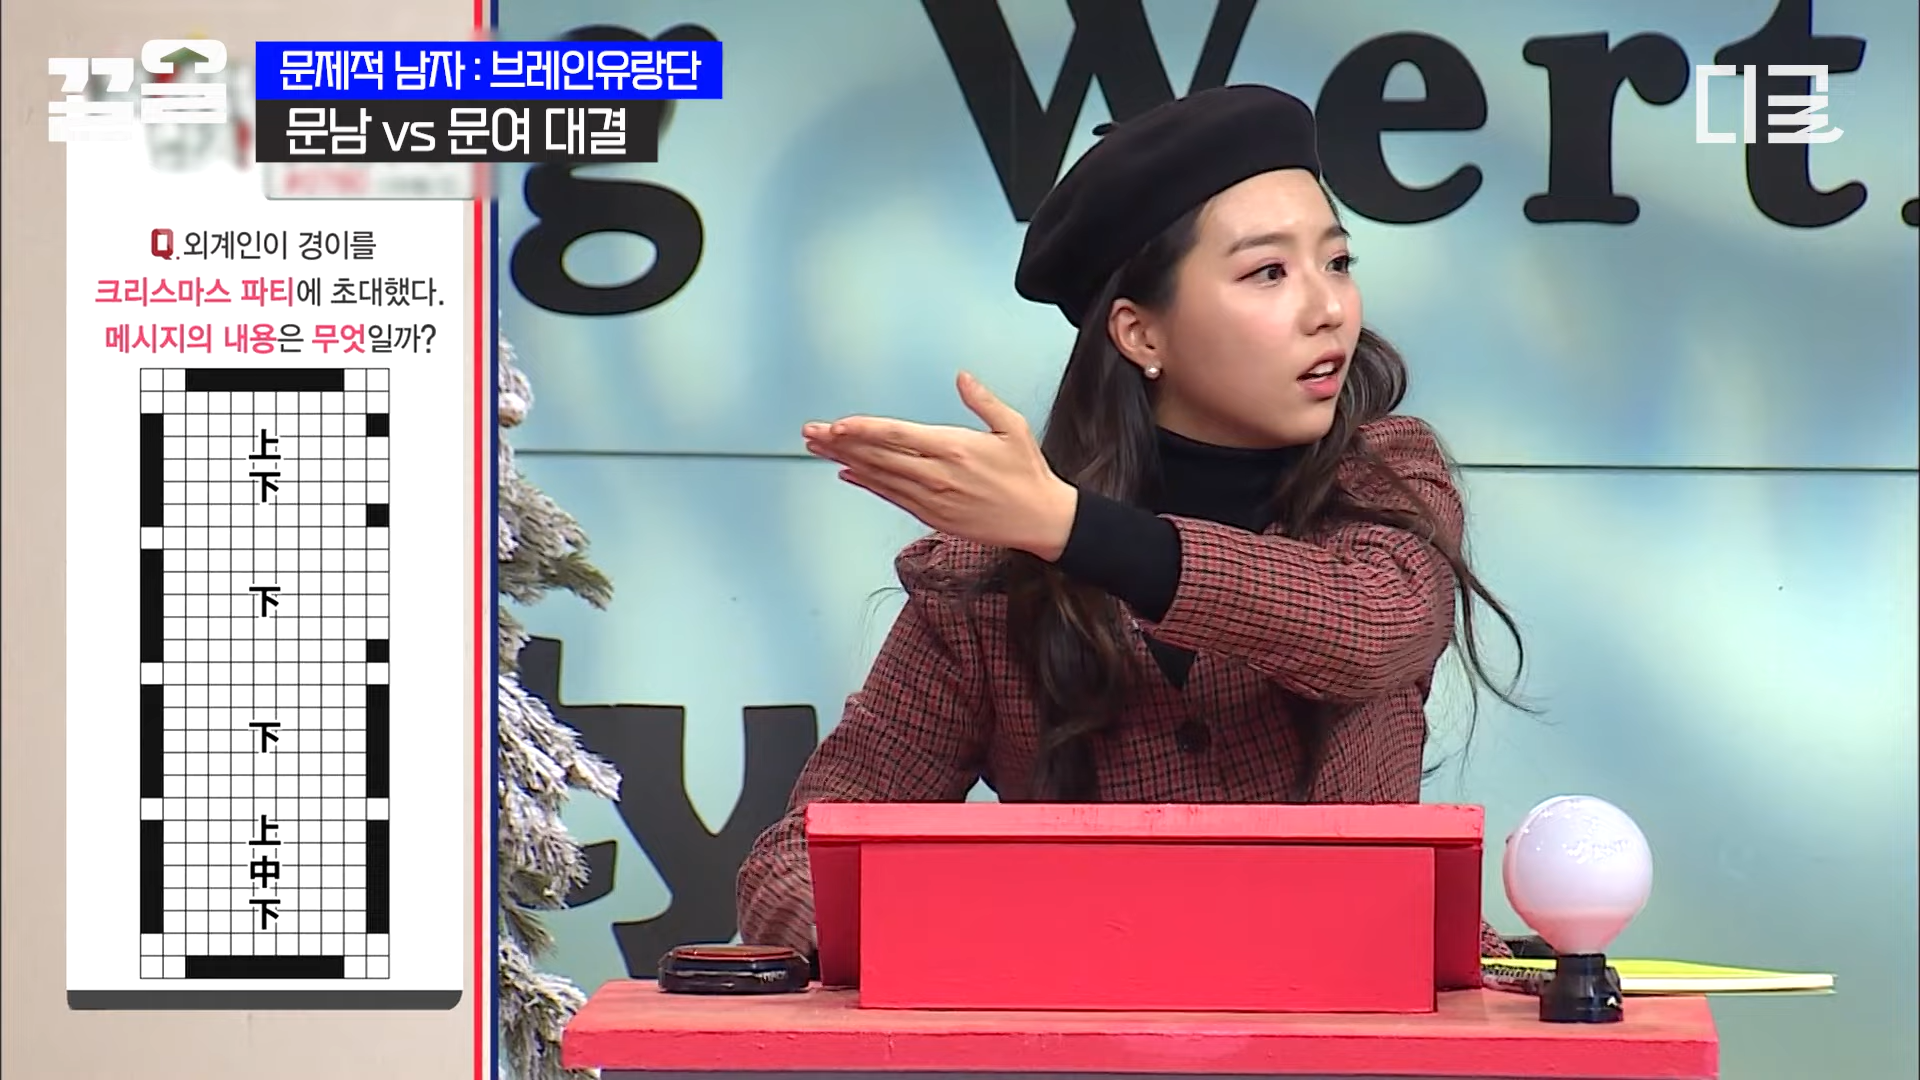 끕을
문제적 남자 : 브레인유랑단
문남 vs 문여 대결
디글
g Wert
ty
Q.외계인이 경이를
크리스마스 파티에 초대했다.
메시지의 내용은 무엇일까?
上
下
下
下
上
中
下